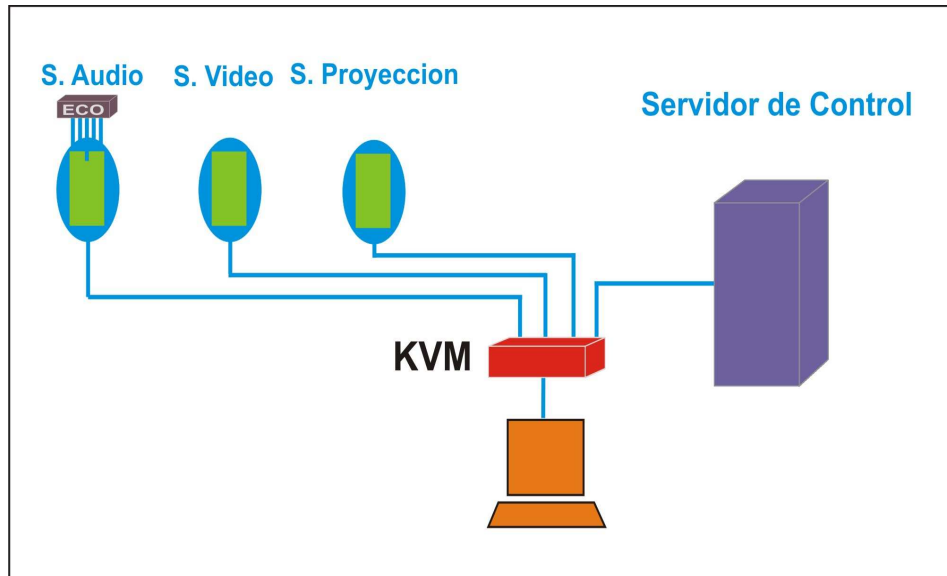 S. Audio
S. Video
S. Proyeccion
ECO
Servidor de Control
KVM